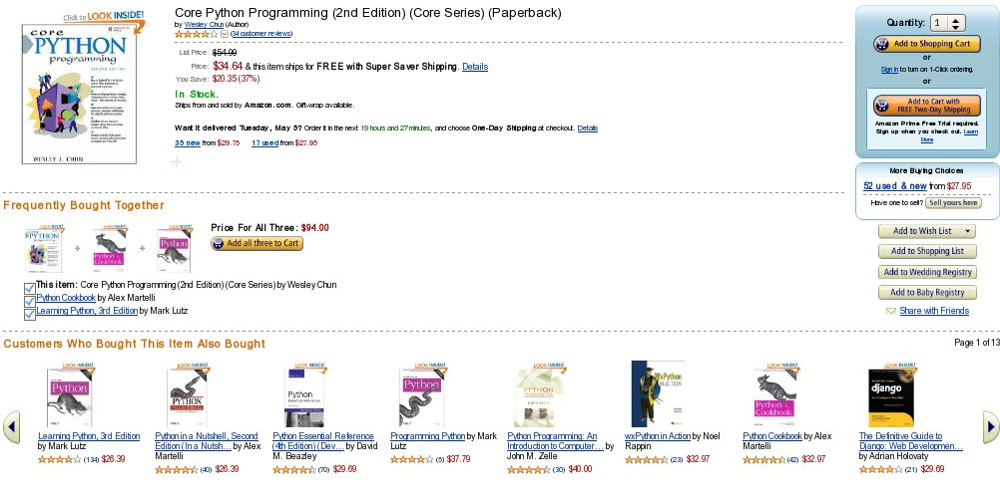 Click to LOOK INSIDE!
core
PYTHON
programming
SECOND EDITION
WESLEY J. CHUN
Core Python Programming (2nd Edition) (Core Series) (Paperback)
by Wesley Chun (Author)
(34 customer reviews)
List Price: $54.99
Price: $34.64 & this item ships for FREE with Super Saver Shipping. Details
You Save: $20.35 (37%)
In Stock.
Ships from and sold by Amazon.com. Gift-wrap available.
Want it delivered Tuesday, May 5? Order it in the next 19 hours and 27 minutes, and choose One-Day Shipping at checkout. Details
35 new from $29.75 17 used from $27.95
Quantity: 1
Add to Shopping Cart
or
Sign in to turn on 1-Click ordering.
or
Add to Cart with
FREE Two-Day Shipping
Amazon Prime Free Trial required.
Sign up when you check out. Learn
More
More Buying Choices
52 used & new from $27.95
Have one to sell? Sell yours here
Add to Wish List
Add to Shopping List
Add to Wedding Registry
Add to Baby Registry
Share with Friends
Frequently Bought Together
Price For All Three: $94.00
Add all three to Cart
This item: Core Python Programming (2nd Edition) (Core Series) by Wesley Chun
Python Cookbook by Alex Martelli
Learning Python, 3rd Edition by Mark Lutz
Customers Who Bought This Item Also Bought
Page 1 of 13
Learning Python, 3rd Edition
by Mark Lutz
(134) $26.39
Python in a Nutshell, Second
Edition (In a Nutsh... by Alex
Martelli
(40) $26.39
Python Essential Reference
(4th Edition) (Dev... by David
M. Beazley
(70) $29.69
Programming Python by Mark
Lutz
(5) $37.79
Python Programming: An
Introduction to Computer... by
John M. Zelle
(30) $40.00
wxPython in Action by Noel
Rappin
(23) $32.97
Python Cookbook by Alex
Martelli
(42) $32.97
The Definitive Guide to
Django: Web Developmen...
by Adrian Holovaty
(21) $29.69